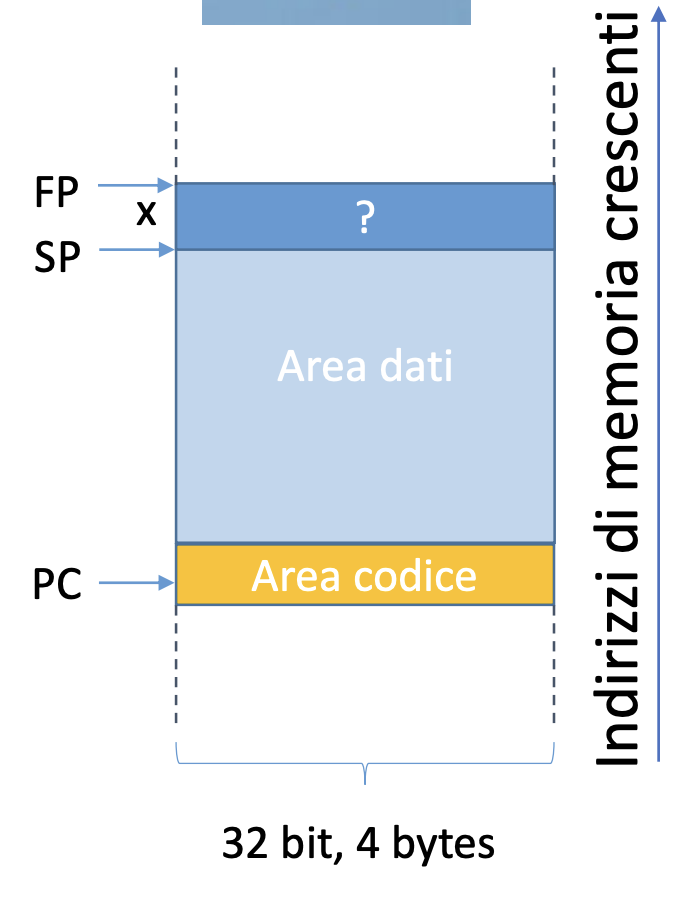 FP
x
?
SP
Area dati
PC
Area codice
32 bit, 4 bytes
Indirizzi di memoria crescenti